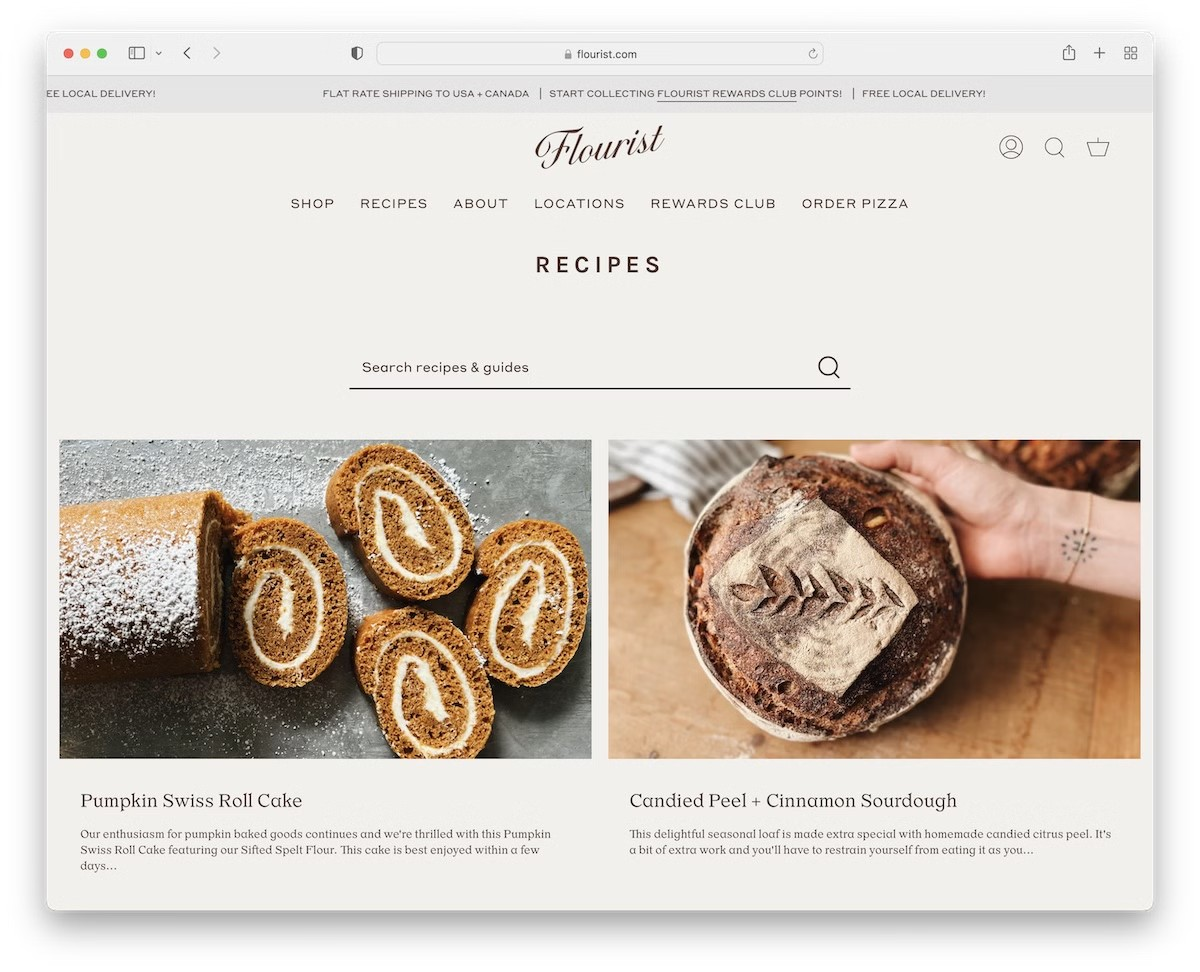 flourist.com
EE LOCAL DELIVERY! FLAT RATE SHIPPING TO USA + CANADA | START COLLECTING FLOURIST REWARDS CLUB POINTS! | FREE LOCAL DELIVERY!
Flourist
SHOP RECIPES ABOUT LOCATIONS REWARDS CLUB ORDER PIZZA
RECIPES
Search recipes & guides
Pumpkin Swiss Roll Cake
Our enthusiasm for pumpkin baked goods continues and we're thrilled with this Pumpkin
Swiss Roll Cake featuring our Sifted Spelt Flour. This cake is best enjoyed within a few
days...
Candied Peel + Cinnamon Sourdough
This delightful seasonal loaf is made extra special with homemade candied citrus peel. It's
a bit of extra work and you'll have to restrain yourself from eating it as you...